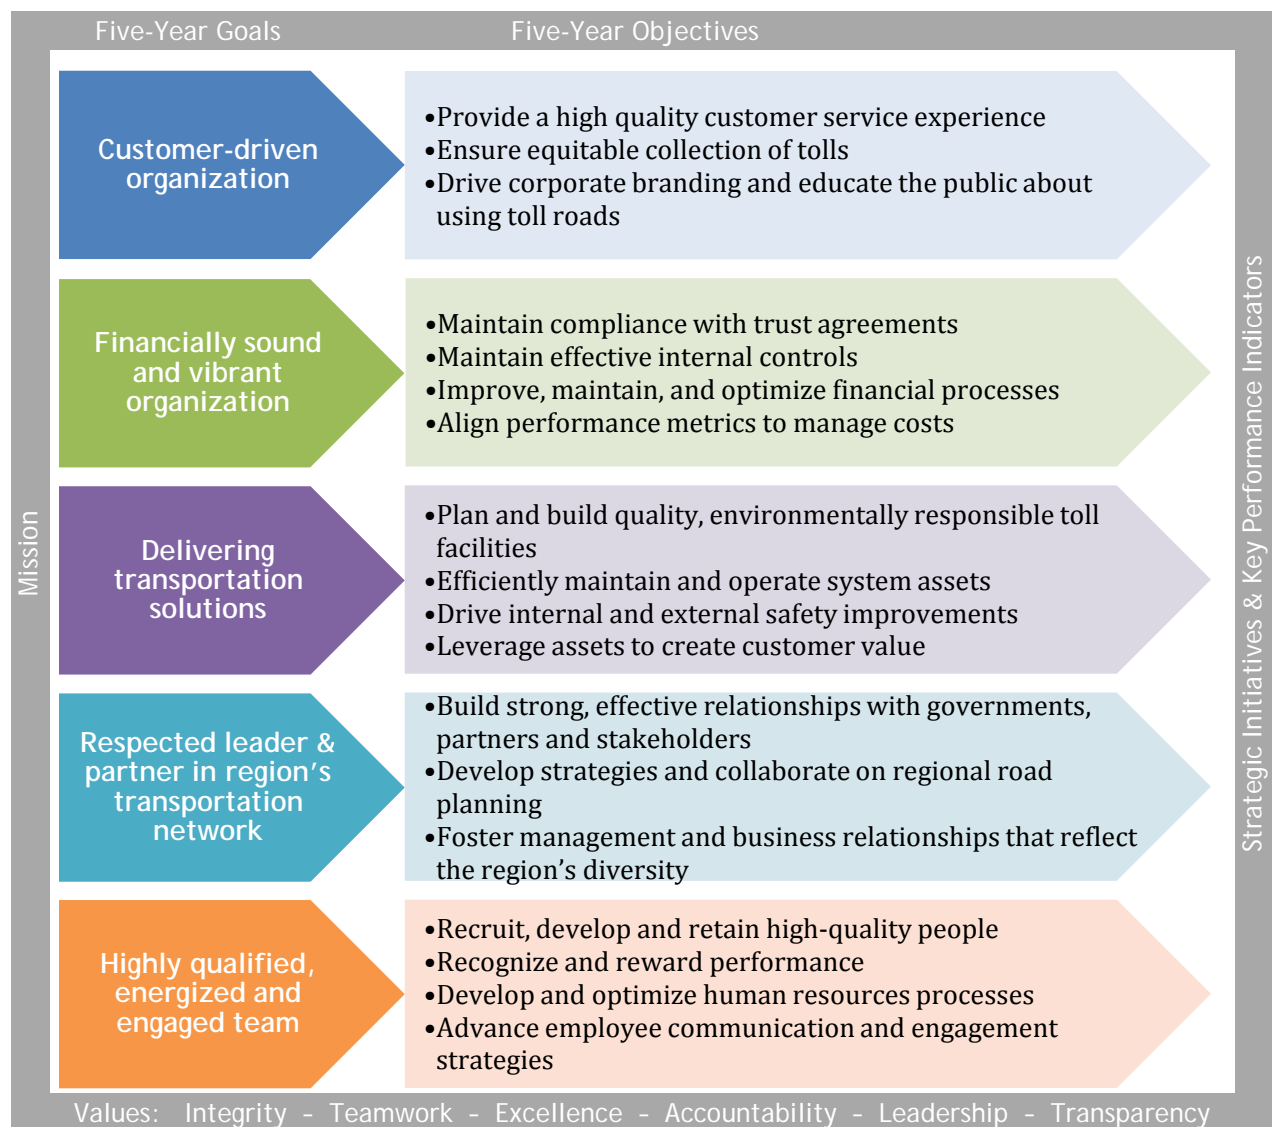 Five-Year Goals
Five-Year Objectives
Mission
Customer-driven
organization
•Provide a high quality customer service experience
•Ensure equitable collection of tolls
•Drive corporate branding and educate the public about
using toll roads
Financially sound
and vibrant
organization
•Maintain compliance with trust agreements
•Maintain effective internal controls
•Improve, maintain, and optimize financial processes
•Align performance metrics to manage costs
Delivering
transportation
solutions
•Plan and build quality, environmentally responsible toll
facilities
•Efficiently maintain and operate system assets
•Drive internal and external safety improvements
•Leverage assets to create customer value
Respected leader &
partner in region's
transportation
network
•Build strong, effective relationships with governments,
partners and stakeholders
•Develop strategies and collaborate on regional road
planning
•Foster management and business relationships that reflect
the region's diversity
Highly qualified,
energized and
engaged team
•Recruit, develop and retain high-quality people
•Recognize and reward performance
•Develop and optimize human resources processes
•Advance employee communication and engagement
strategies
Strategic Initiatives & Key Performance Indicators
Values: Integrity – Teamwork – Excellence – Accountability – Leadership – Transparency